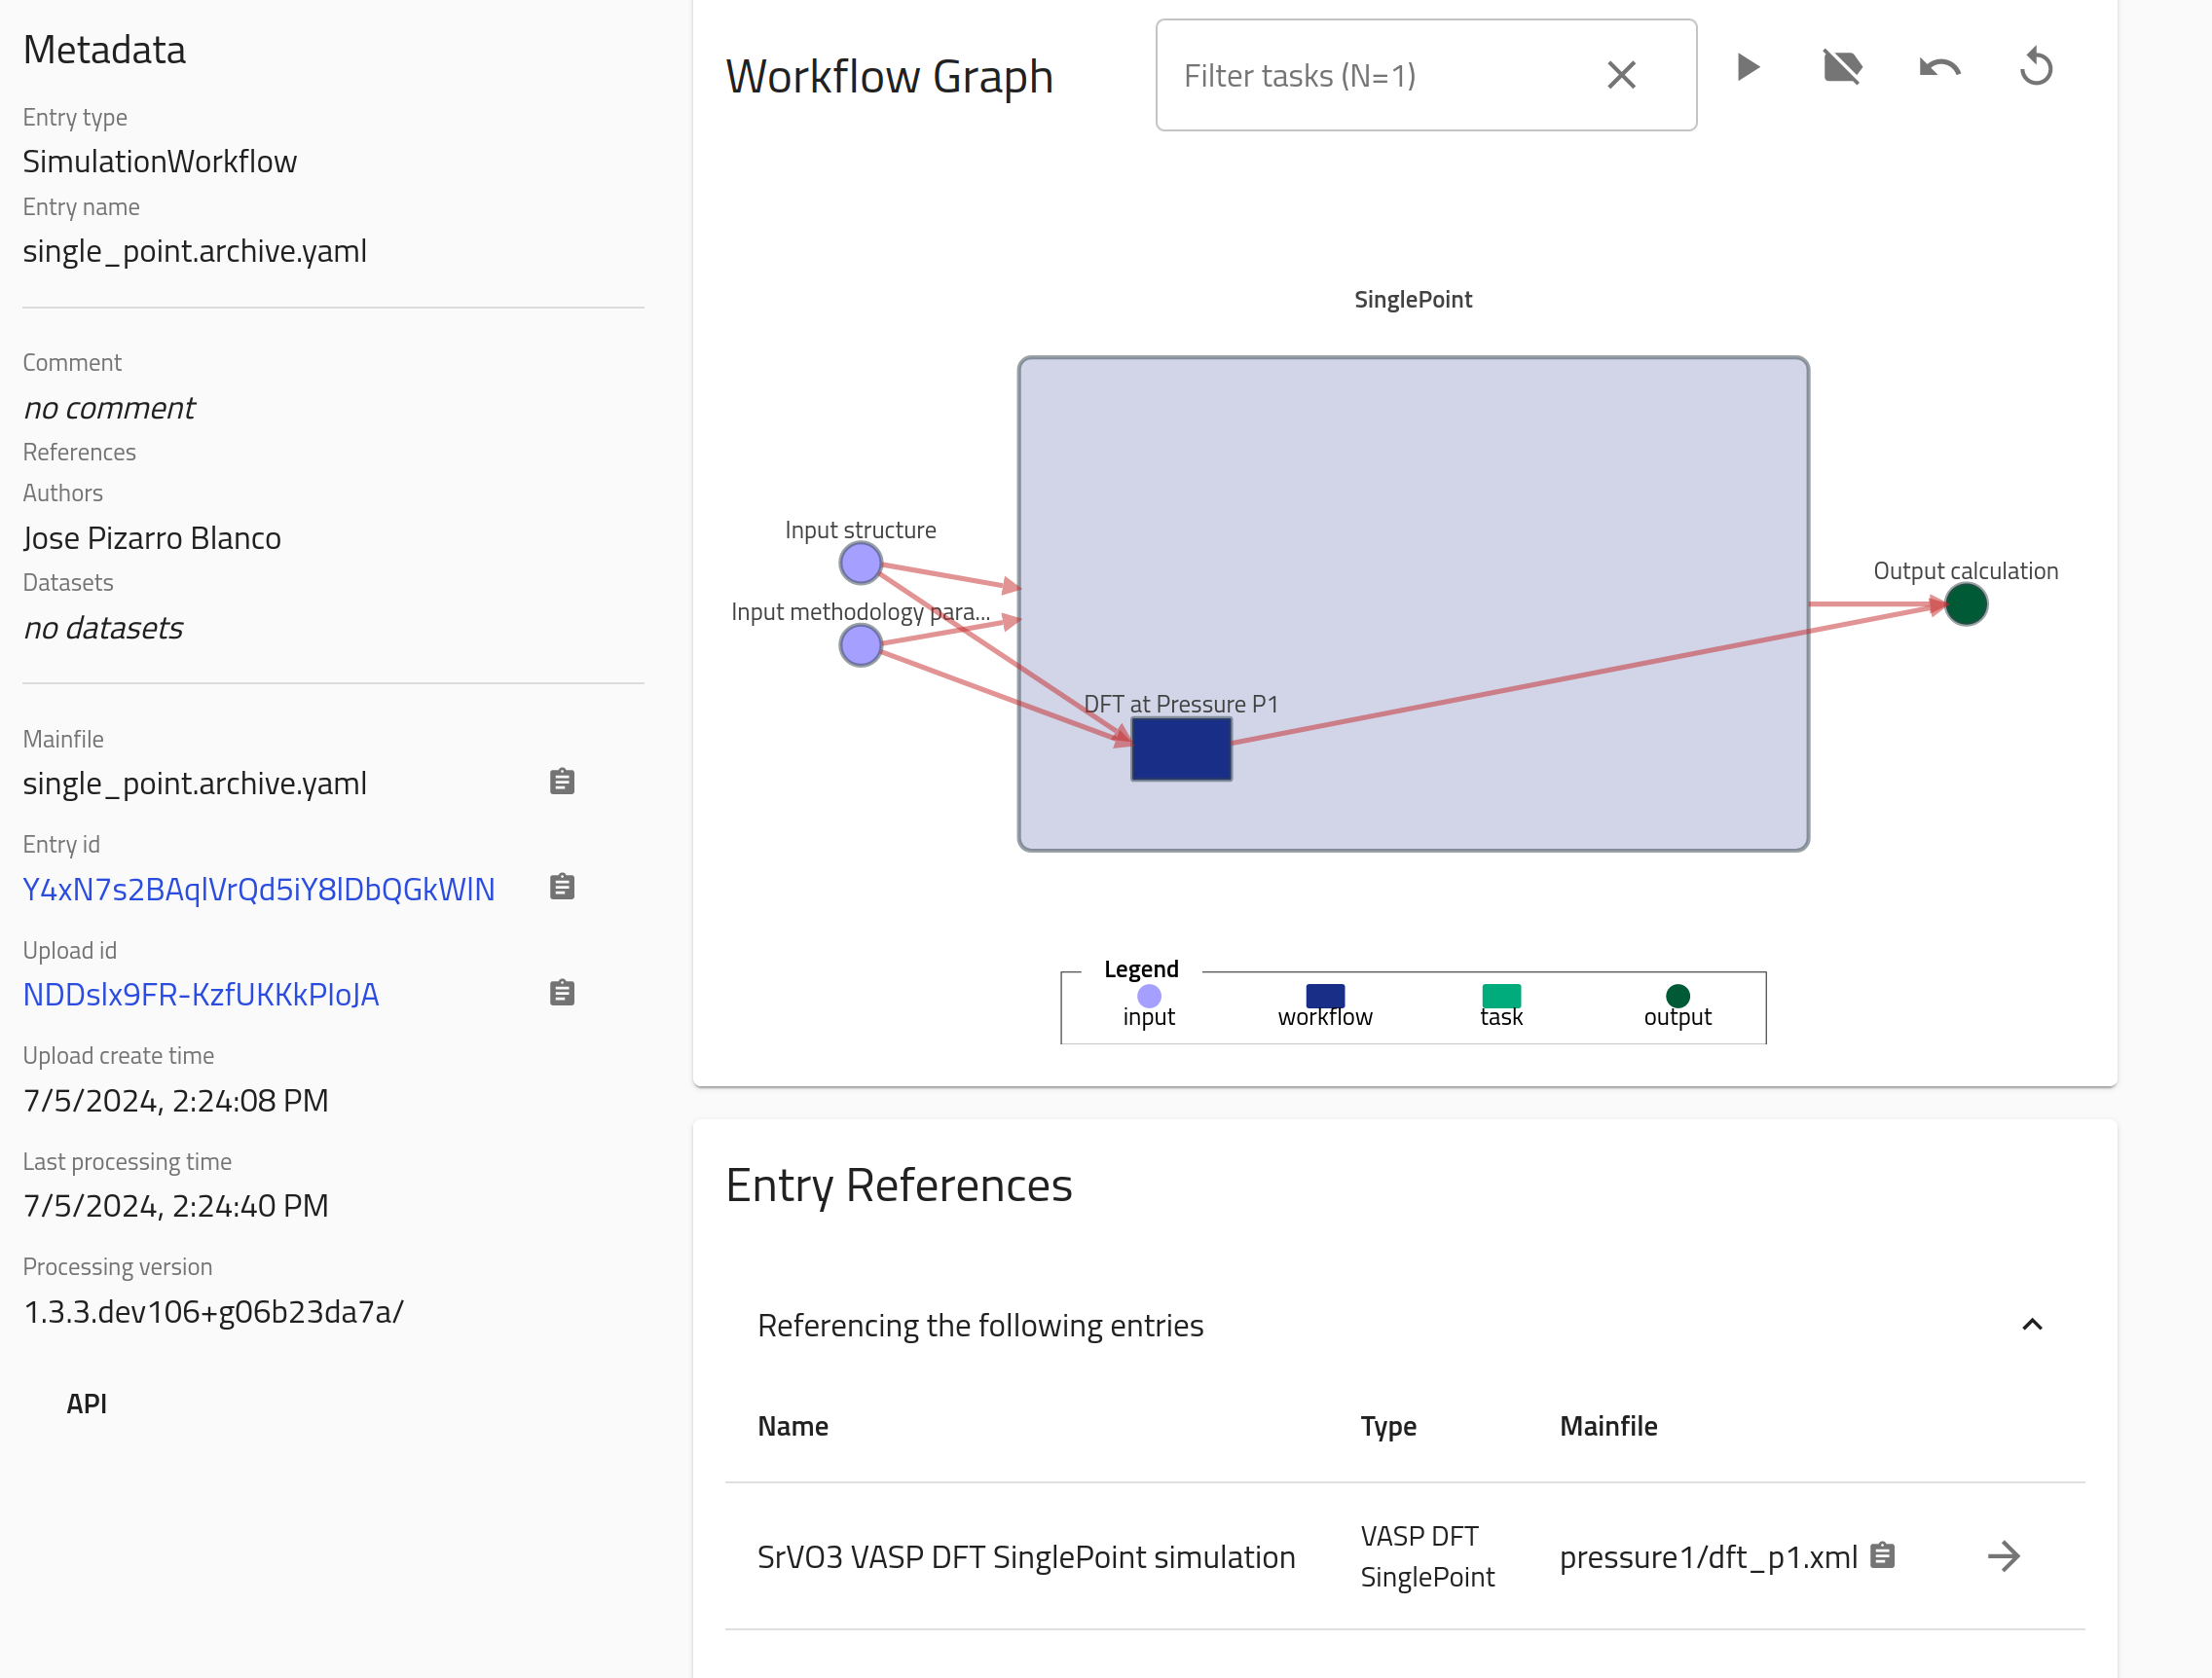 Metadata
Entry type
SimulationWorkflow
Entry name
single_point.archive.yaml
Comment
no comment
References
Authors
Jose Pizarro Blanco
Datasets
no datasets
Mainfile
single_point.archive.yaml
Entry id
Y4xN7s2BAqlVrQd5iY8lDbQGkWlN
Upload id
NDDslx9FR-KzfUKKkPIoJA
Upload create time
7/5/2024, 2:24:08 PM
Last processing time
7/5/2024, 2:24:40 PM
Processing version
1.3.3.dev106+g06b23da7a/
API
Workflow Graph
Filter tasks (N=1)
SinglePoint
Input structure
Input methodology para...
Output calculation
DFT at Pressure P1
Legend
input workflow task output
Entry References
Referencing the following entries
Name Type Mainfile
SrVO3 VASP DFT SinglePoint simulation VASP DFT SinglePoint pressure1/dft_p1.xml